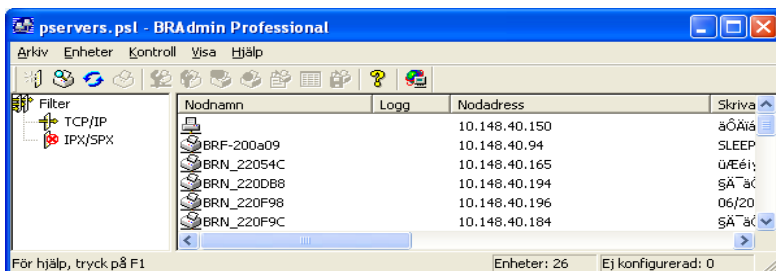 pservers.psl - BRAdmin Professional
Arkiv Enheter Kontroll Visa Hjälp
Filter
TCP/IP
IPX/SPX
Nodnamn Logg Nodadress Skriva
10.148.40.150
BRF-200a09 10.148.40.94 SLEEP
BRN_22054C 10.148.40.165
BRN_220DB8 10.148.40.194
BRN_220F98 10.148.40.196 06/20
BRN_220F9C 10.148.40.184
För hjälp, tryck på F1 Enheter: 26 Ej konfigurerad: 0